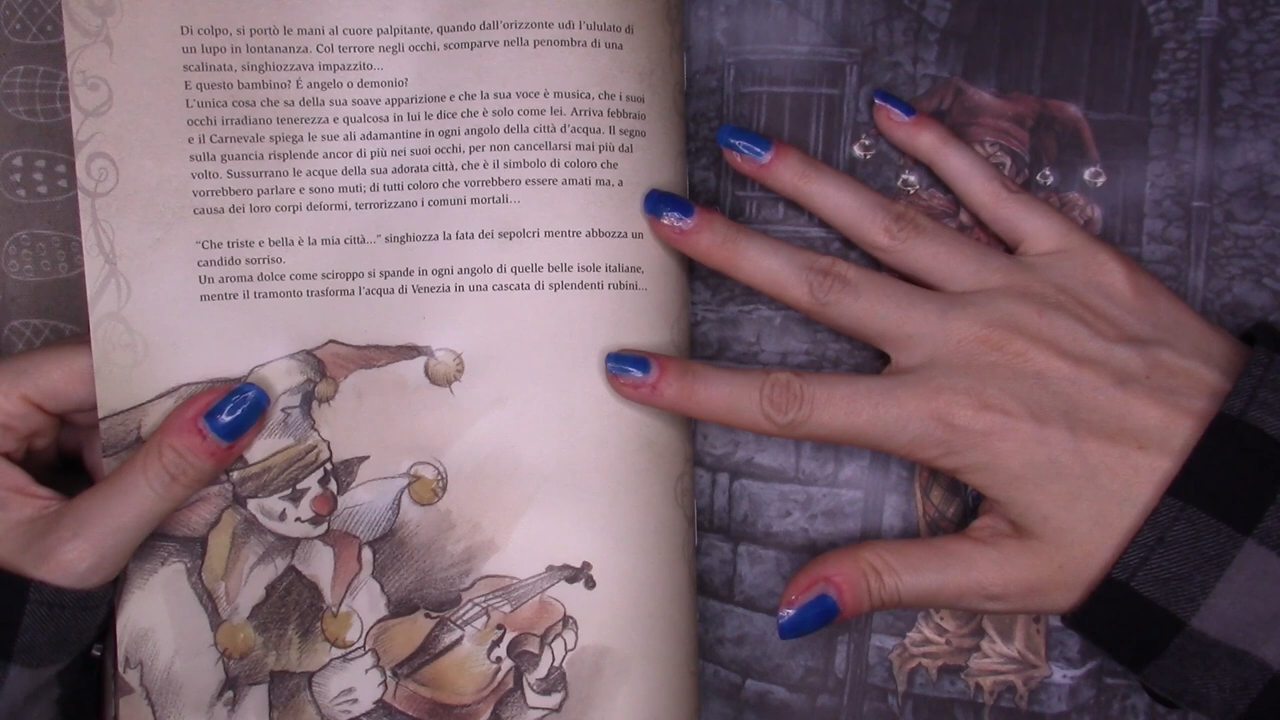 Di colpo, si portò le mani al cuore palpitante, quando dall'orizzonte udì l'ululato di
un lupo in lontananza. Col terrore negli occhi, scomparve nella penombra di una
scalinata, singhiozzava impazzito...
E questo bambino? É angelo o demonio?
L'unica cosa che sa della sua soave apparizione e che la sua voce è musica, che i suoi
occhi irradiano tenerezza e qualcosa in lui le dice che è solo come lei. Arriva febbraio
e il Carnevale spiega le sue ali adamantine in ogni angolo della città d'acqua. Il segno
sulla guancia risplende ancor di più nei suoi occhi, per non cancellarsi mai più dal
volto. Sussurrano le acque della sua adorata città, che è il simbolo di coloro che
vorrebbero parlare e sono muti; di tutti coloro che vorrebbero essere amati ma, a
causa dei loro corpi deformi, terrorizzano i comuni mortali...
"Che triste e bella è la mia città..." singhiozza la fata dei sepolcri mentre abbozza un
candido sorriso.
Un aroma dolce come sciroppo si spande in ogni angolo di quelle belle isole italiane,
mentre il tramonto trasforma l'acqua di Venezia in una cascata di splendenti rubini...